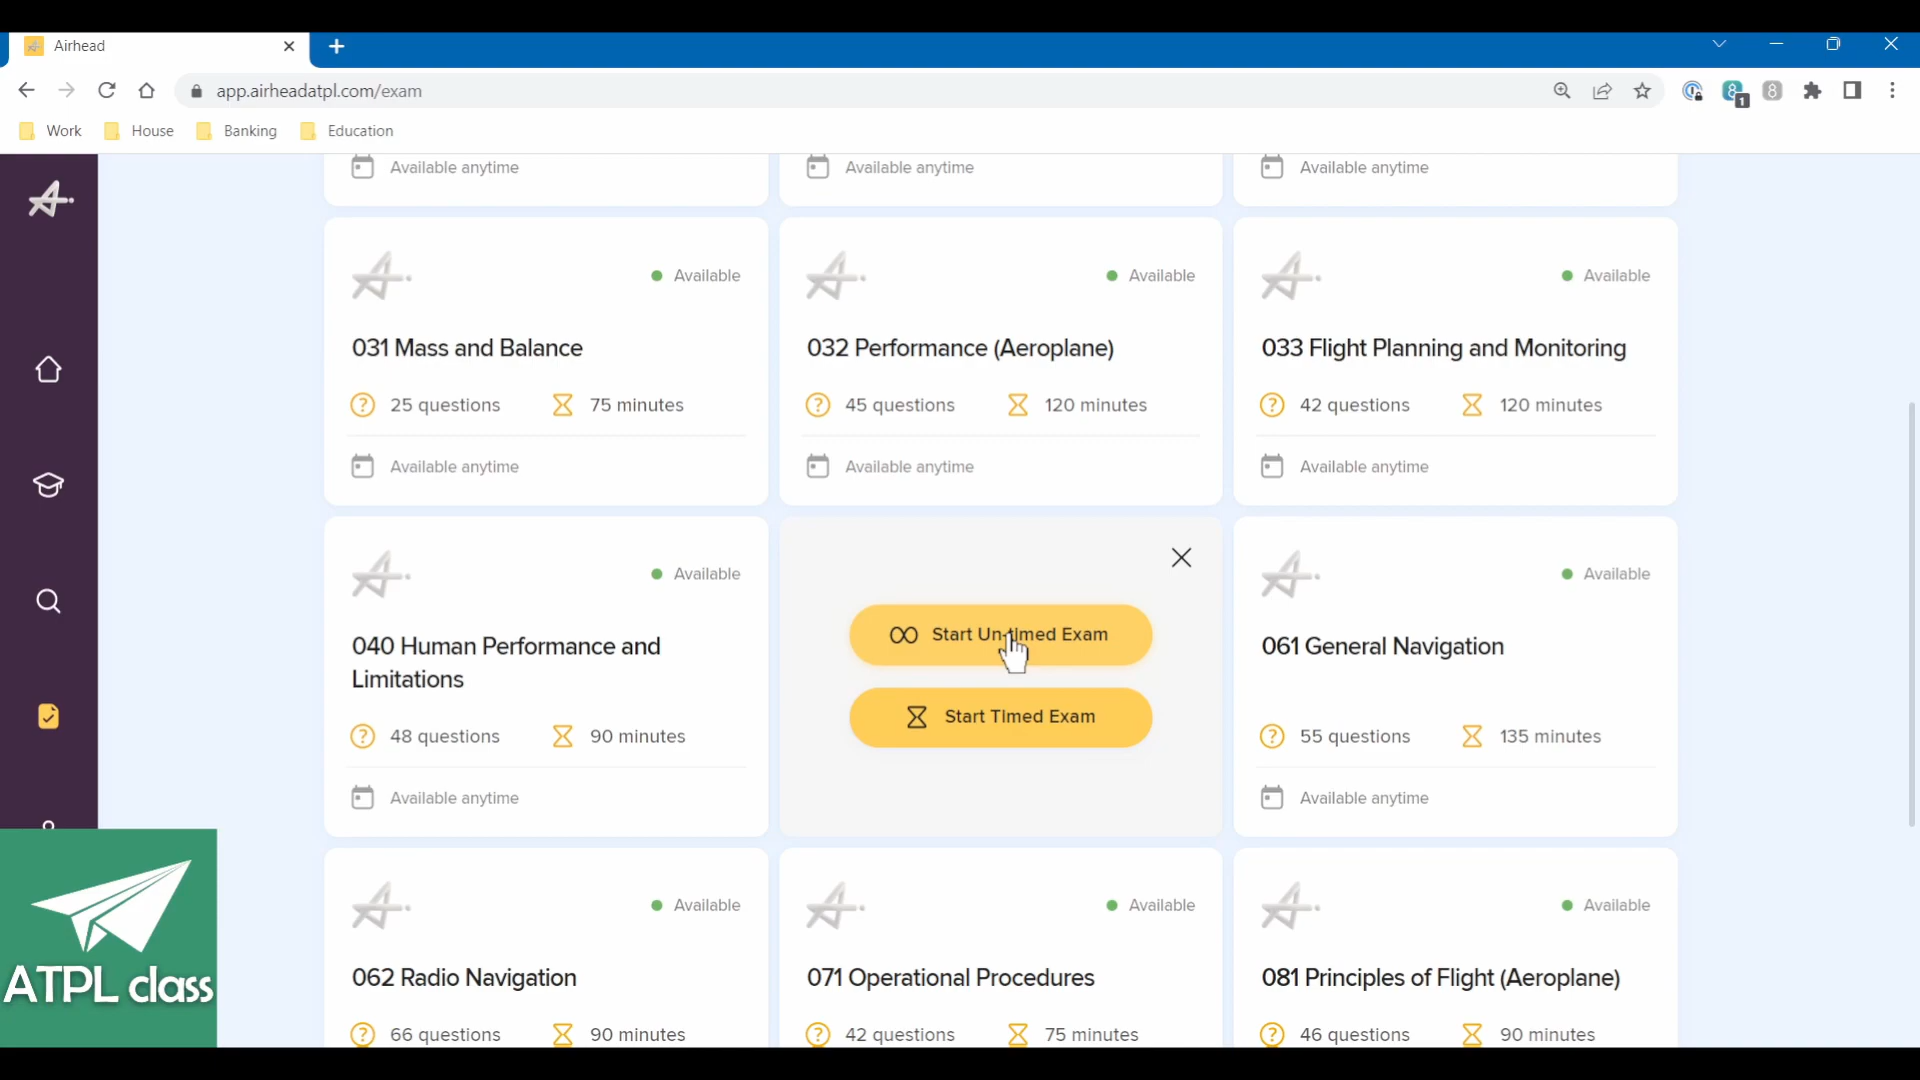 Airhead
app.airheadatpl.com/exam
1
Work House Banking Education
Available anytime Available anytime Available anytime
Available Available Available
031 Mass and Balance 032 Performance (Aeroplane) 033 Flight Planning and Monitoring
25 questions 75 minutes 45 questions 120 minutes 42 questions 120 minutes
Available anytime Available anytime Available anytime
Available Available
Start Un-timed Exam
040 Human Performance and 061 General Navigation
Limitations
Start Timed Exam
48 questions 90 minutes 55 questions 135 minutes
Available anytime Available anytime
Available Available Available
062 Radio Navigation 071 Operational Procedures 081 Principles of Flight (Aeroplane)
66 questions 90 minutes 42 questions 75 minutes 46 questions 90 minutes
ATPL class